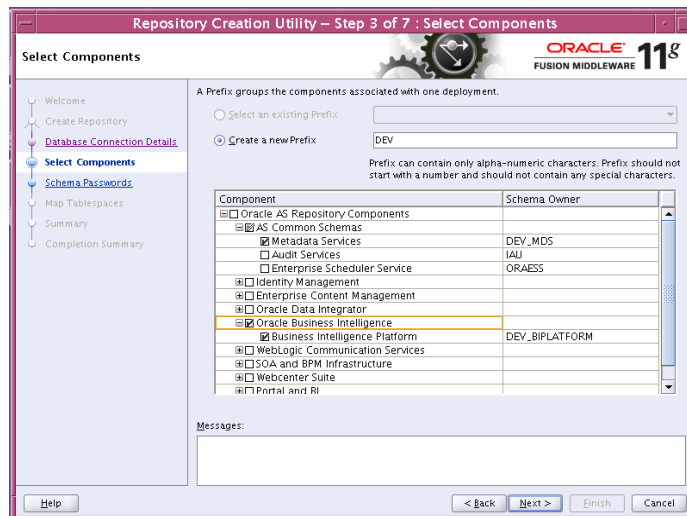 Repository Creation Utility – Step 3 of 7 : Select Components
Select Components
ORACLE
FUSION MIDDLEWARE 11g
Welcome
Create Repository
Database Connection Details
Select Components
Schema Passwords
Map Tablespaces
Summary
Completion Summary
A Prefix groups the components associated with one deployment.
Select an existing Prefix
Create a new Prefix DEV
Prefix can contain only alpha-numeric characters. Prefix should not
start with a number and should not contain any special characters.
Component Schema Owner
Oracle AS Repository Components
AS Common Schemas
Metadata Services DEV_MDS
Audit Services IAU
Enterprise Scheduler Service ORAESS
Identity Management
Enterprise Content Management
Oracle Data Integrator
Oracle Business Intelligence
Business Intelligence Platform DEV_BIPLATFORM
WebLogic Communication Services
SOA and BPM Infrastructure
Webcenter Suite
Portal and BI
Messages:
Help < Back Next > Finish Cancel